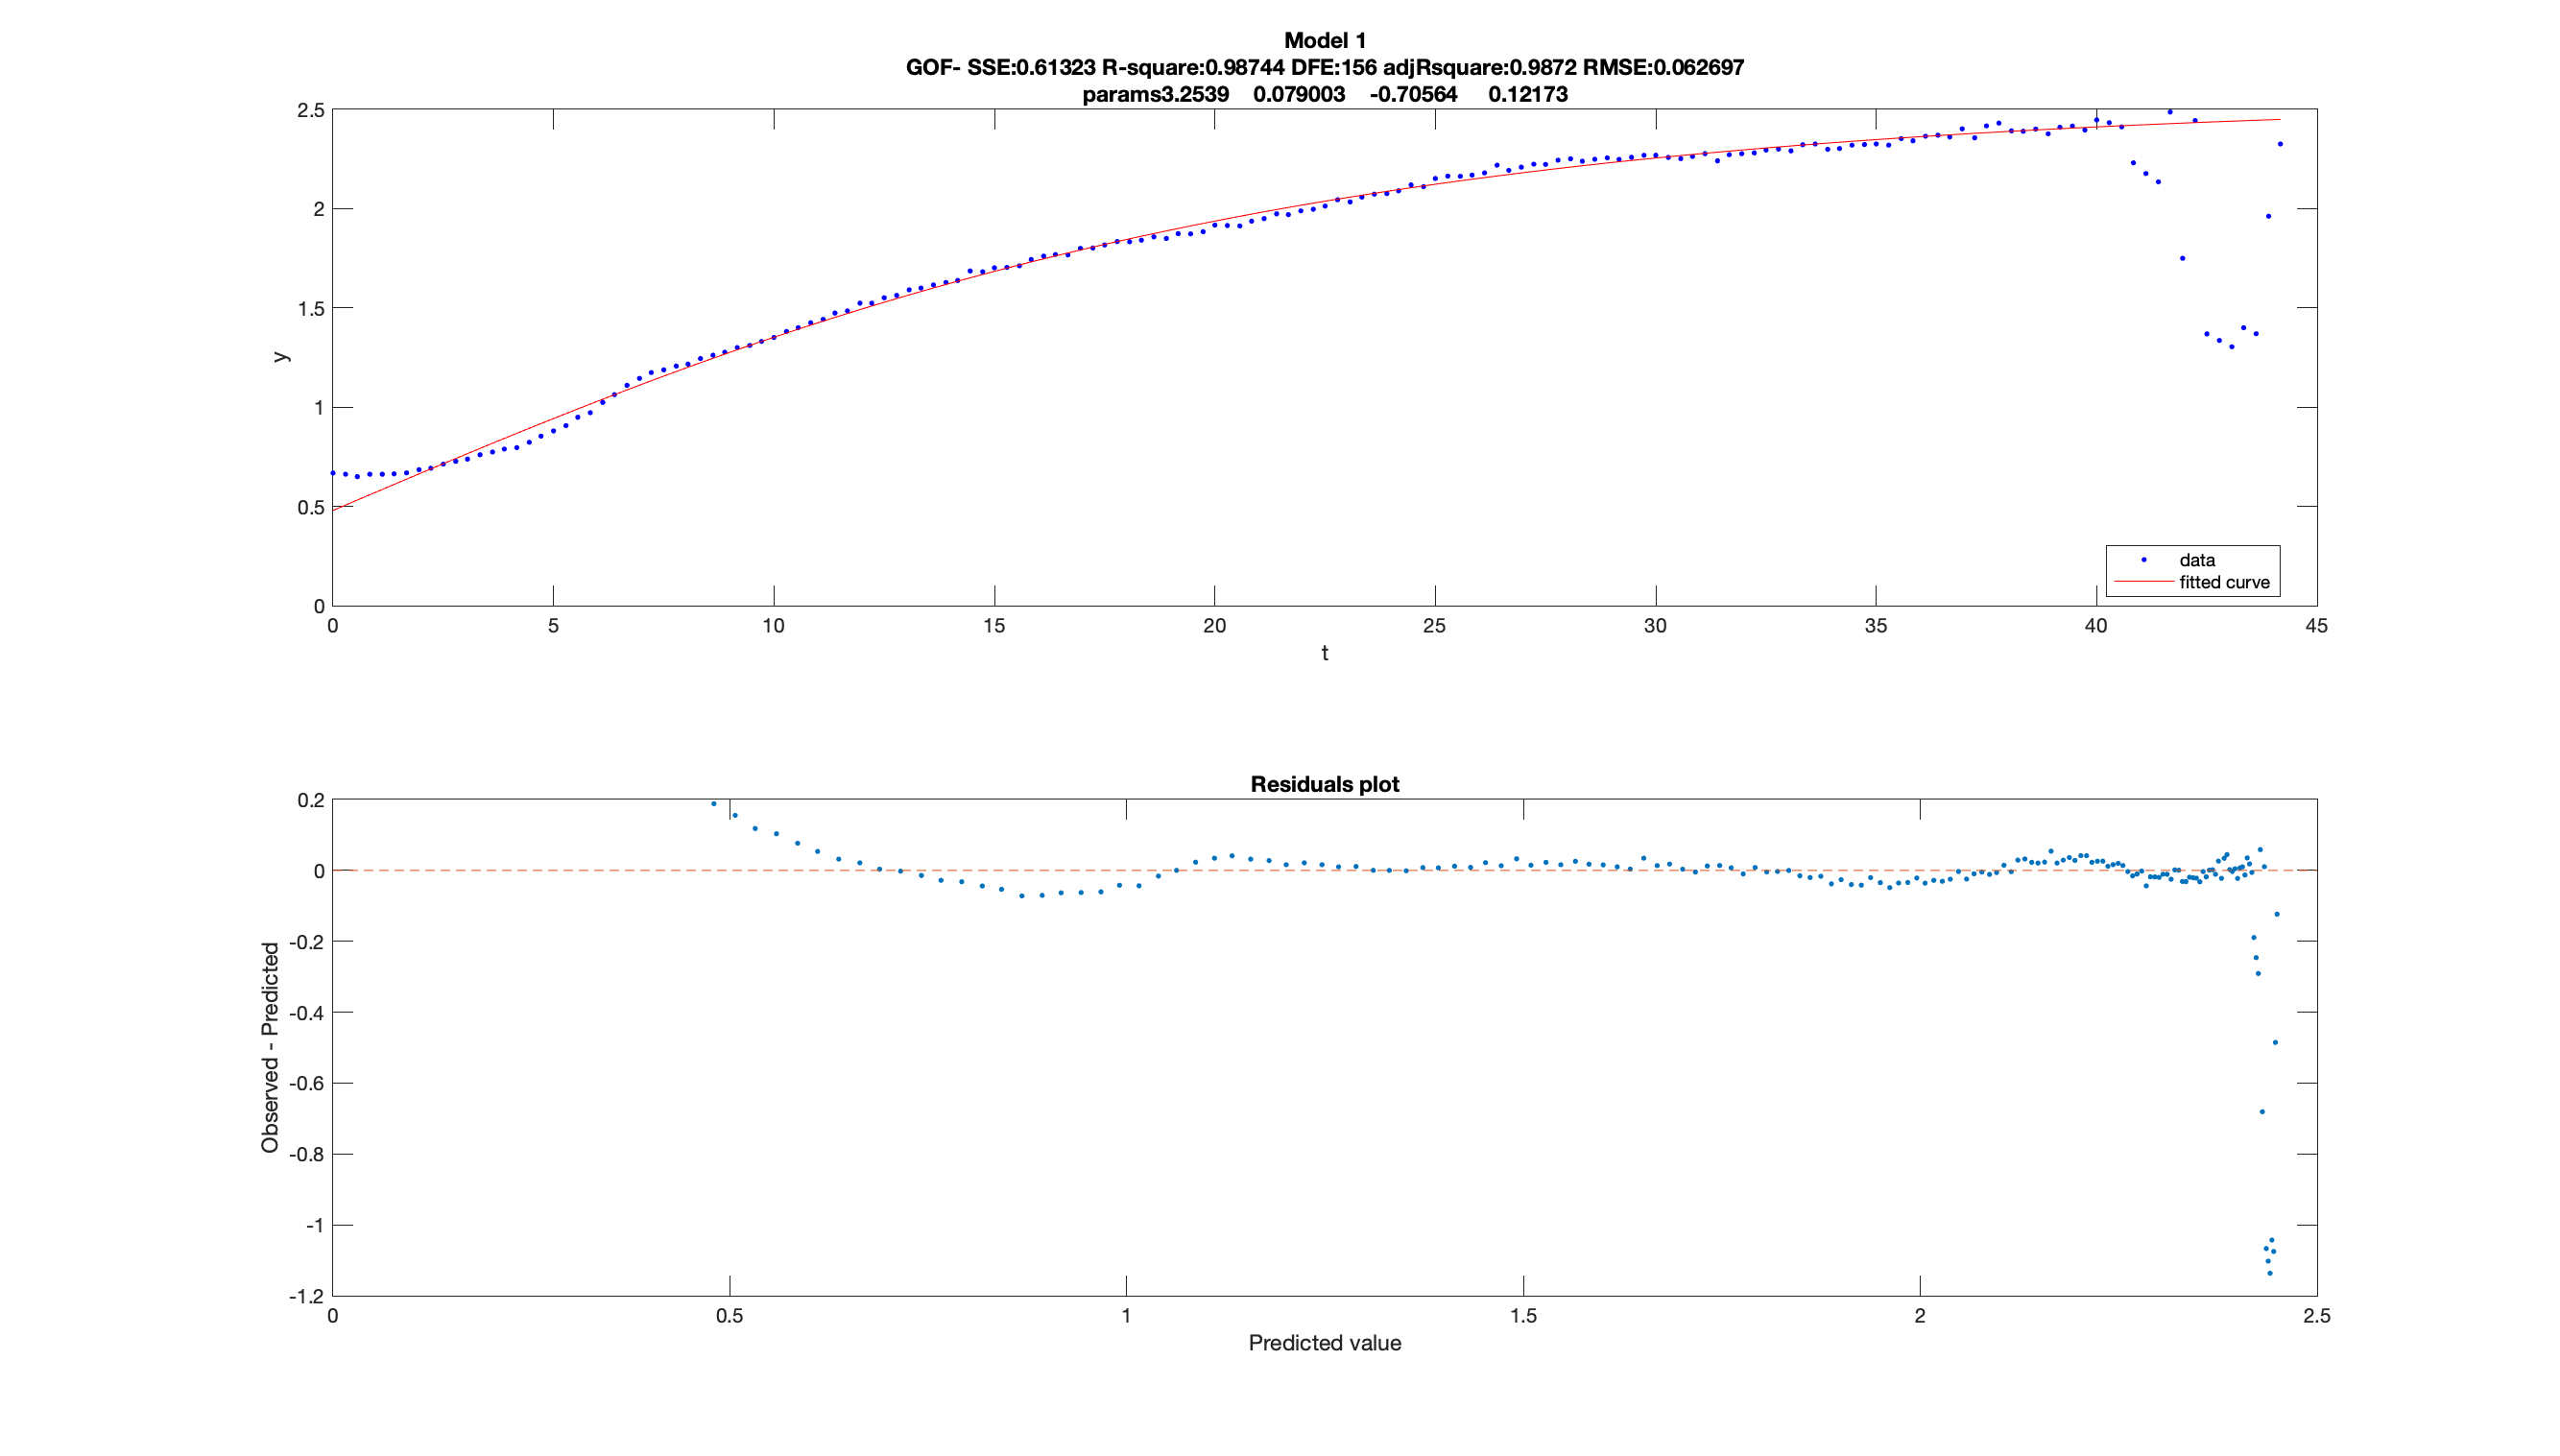 Model 1
GOF- SSE:0.61323 R-square:0.98744 DFE:156 adjRsquare:0.9872 RMSE:0.062697
params3.2539 0.079003 -0.70564 0.12173
2.5
2
1.5
1
0.5
0
y
0 5 10 15 20 25 30 35 40 45
t
data
fitted curve
Residuals plot
0.2
0
-0.2
-0.4
-0.6
-0.8
-1
-1.2
Observed - Predicted
0 0.5 1 1.5 2 2.5
Predicted value